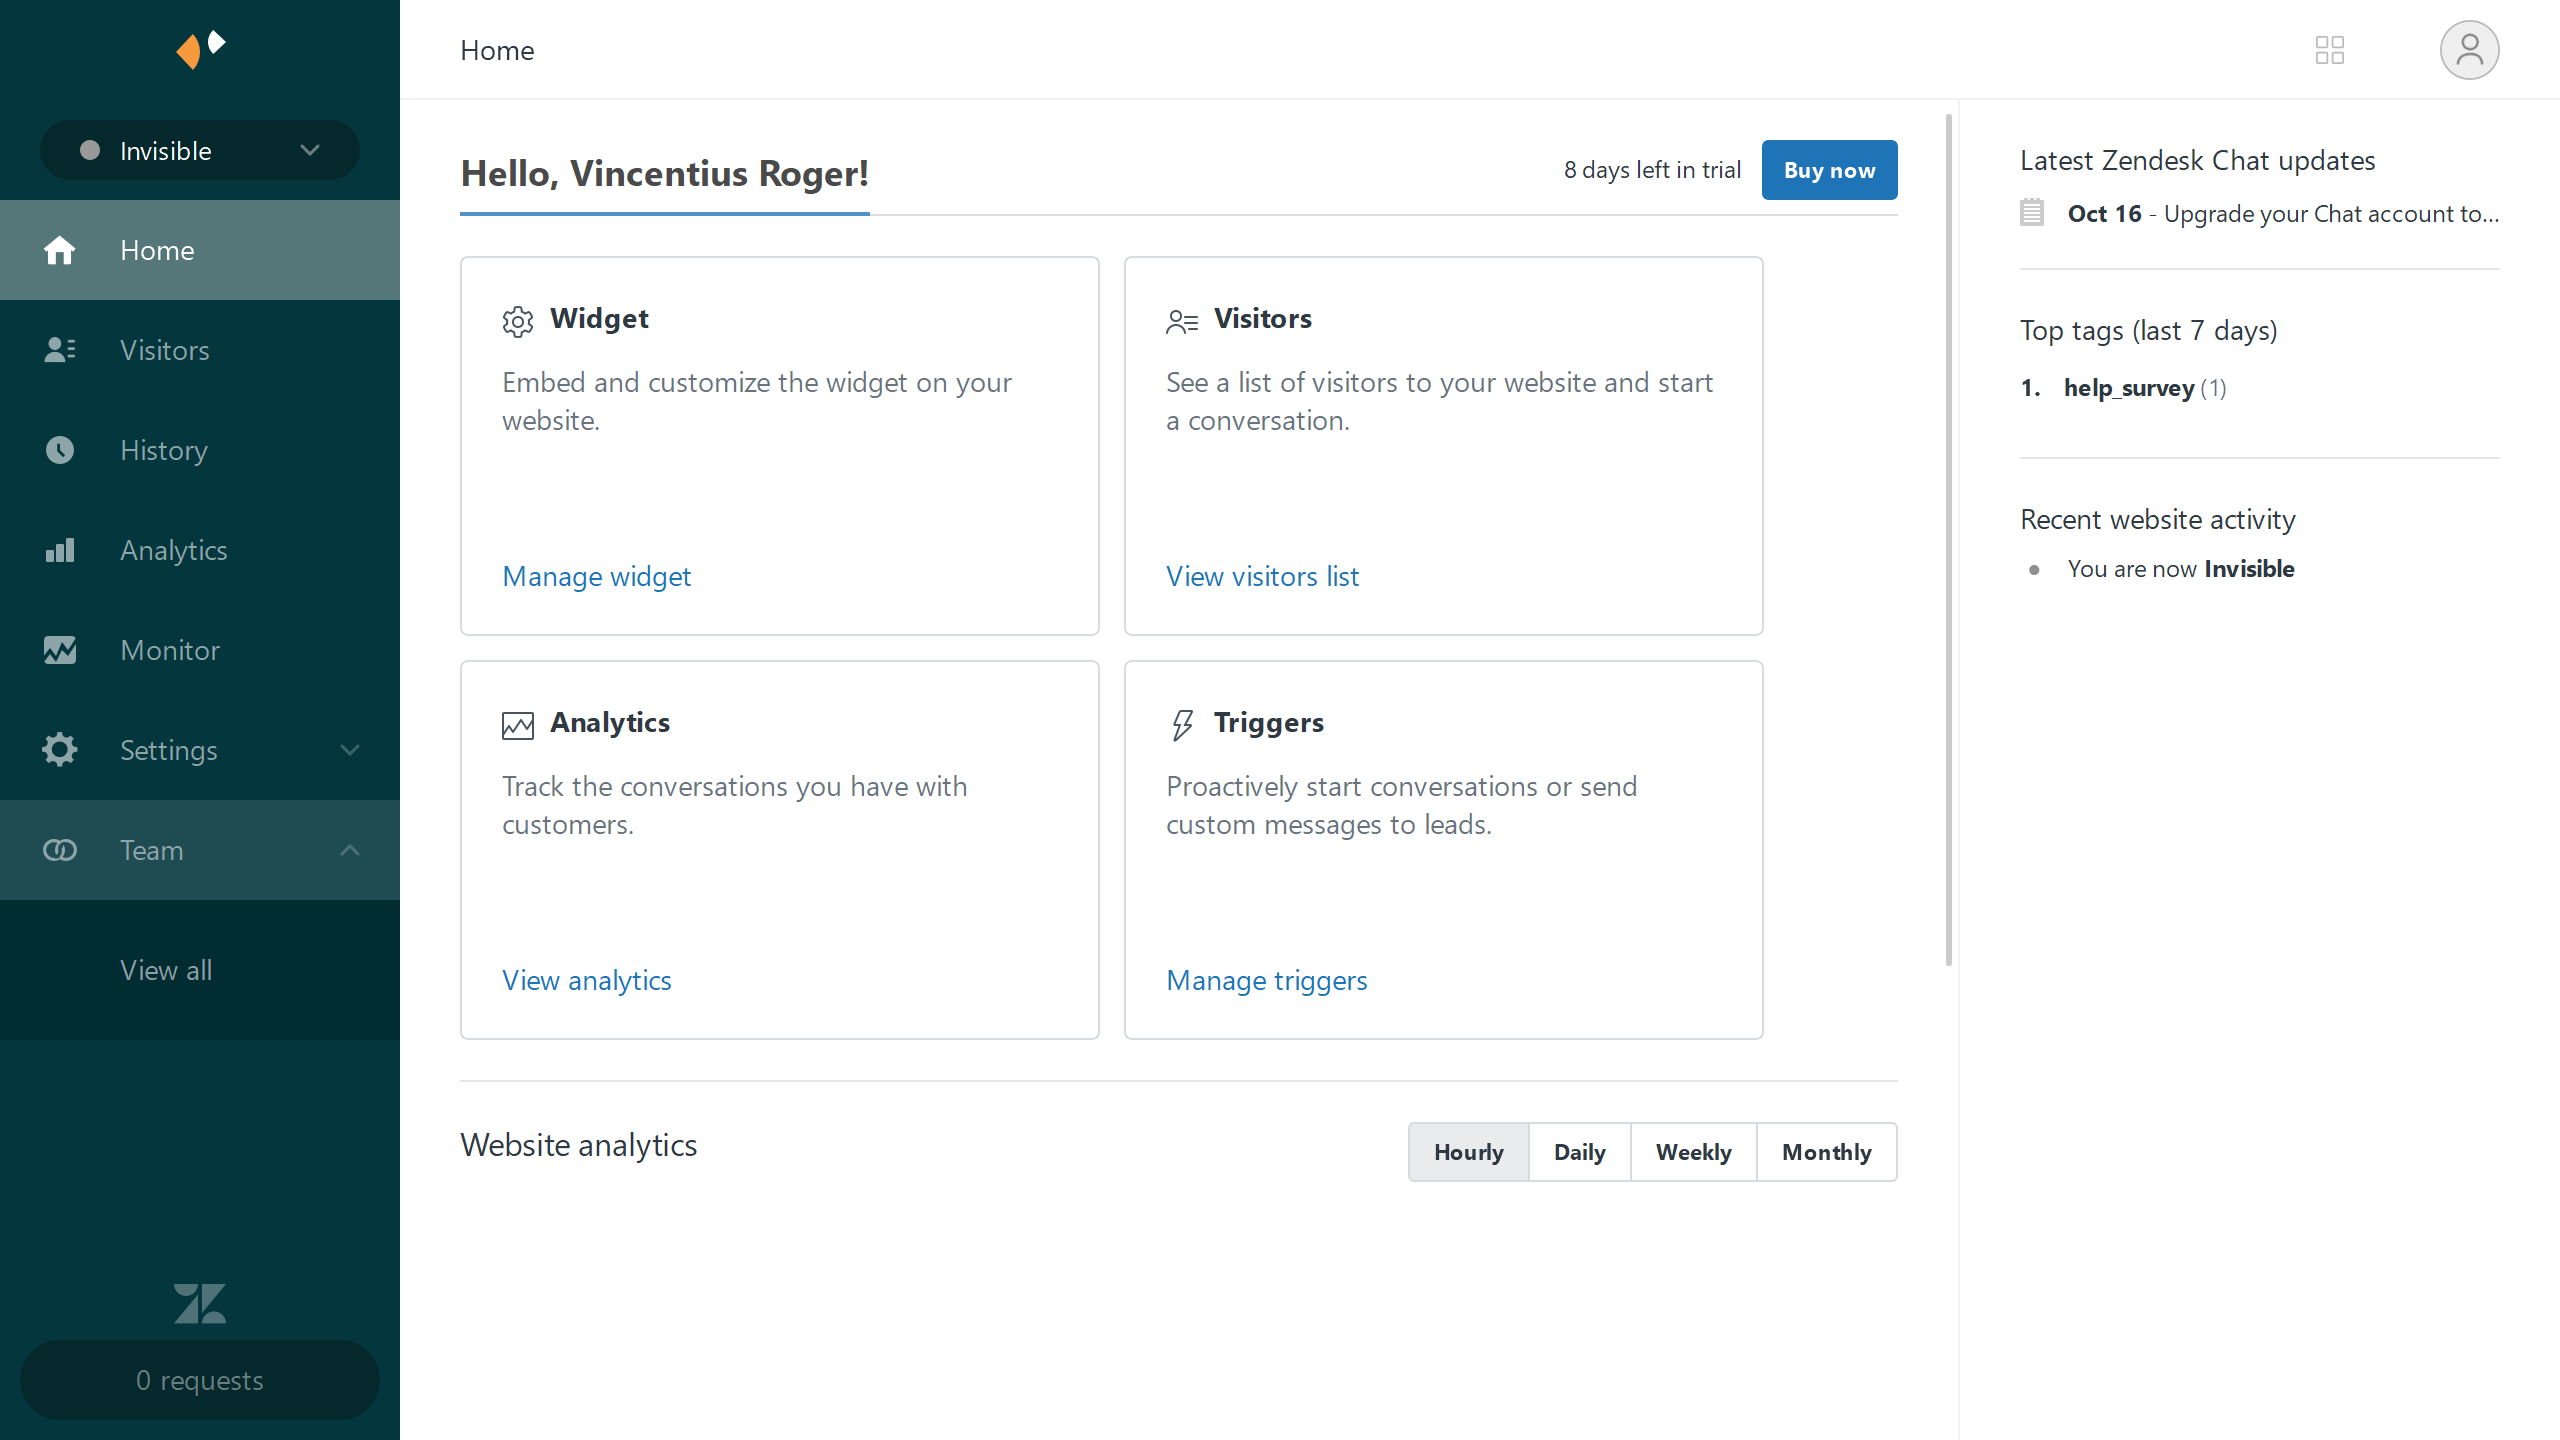 Home
Invisible
Home
Visitors
History
Analytics
Monitor
Settings
Team
View all
0 requests
Hello, Vincentius Roger!
8 days left in trial
Buy now
Widget
Embed and customize the widget on your
website.
Manage widget
Visitors
See a list of visitors to your website and start
a conversation.
View visitors list
Analytics
Track the conversations you have with
customers.
View analytics
Triggers
Proactively start conversations or send
custom messages to leads.
Manage triggers
Website analytics
Hourly
Daily
Weekly
Monthly
Latest Zendesk Chat updates
Oct 16 - Upgrade your Chat account to...
Top tags (last 7 days)
1. help_survey (1)
Recent website activity
You are now Invisible